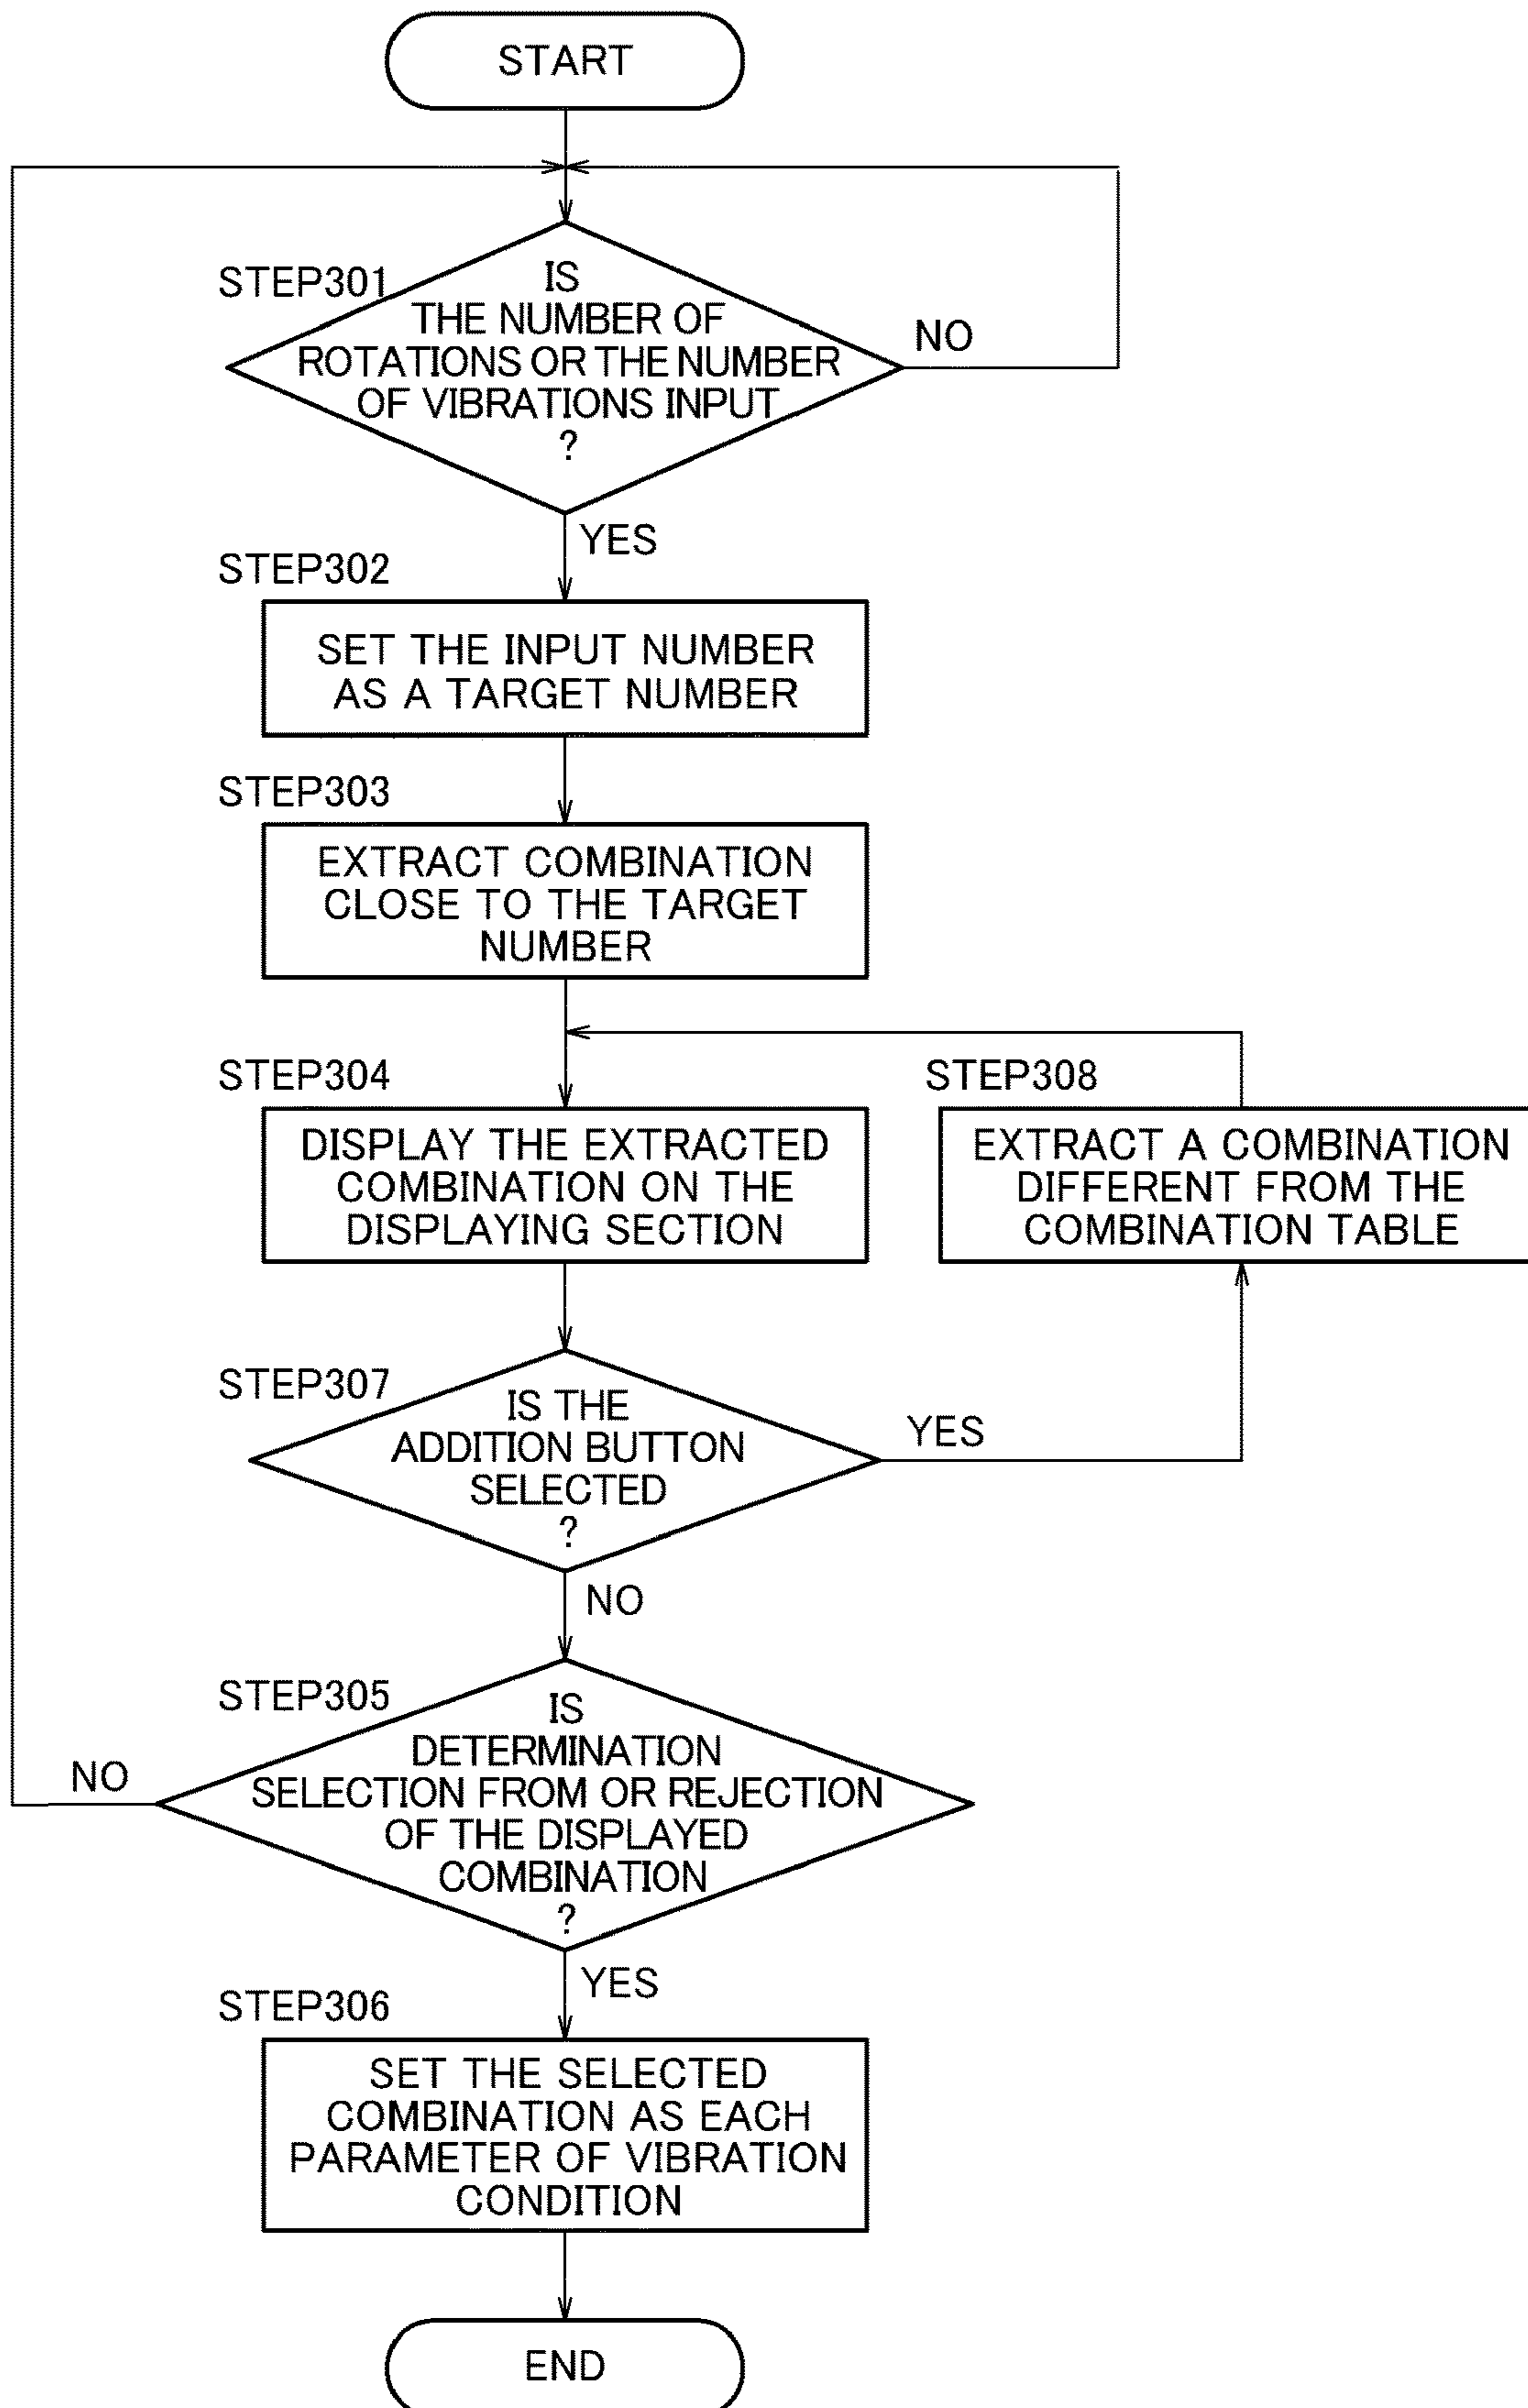 START
STEP301
IS
THE NUMBER OF
ROTATIONS OR THE NUMBER
OF VIBRATIONS INPUT
?
NO
YES
STEP302
SET THE INPUT NUMBER
AS A TARGET NUMBER
STEP303
EXTRACT COMBINATION
CLOSE TO THE TARGET
NUMBER
STEP304
DISPLAY THE EXTRACTED
COMBINATION ON THE
DISPLAYING SECTION
STEP308
EXTRACT A COMBINATION
DIFFERENT FROM THE
COMBINATION TABLE
STEP307
IS THE
ADDITION BUTTON
SELECTED
?
YES
NO
STEP305
IS
DETERMINATION
SELECTION FROM OR REJECTION
OF THE DISPLAYED
COMBINATION
?
NO
YES
STEP306
SET THE SELECTED
COMBINATION AS EACH
PARAMETER OF VIBRATION
CONDITION
END